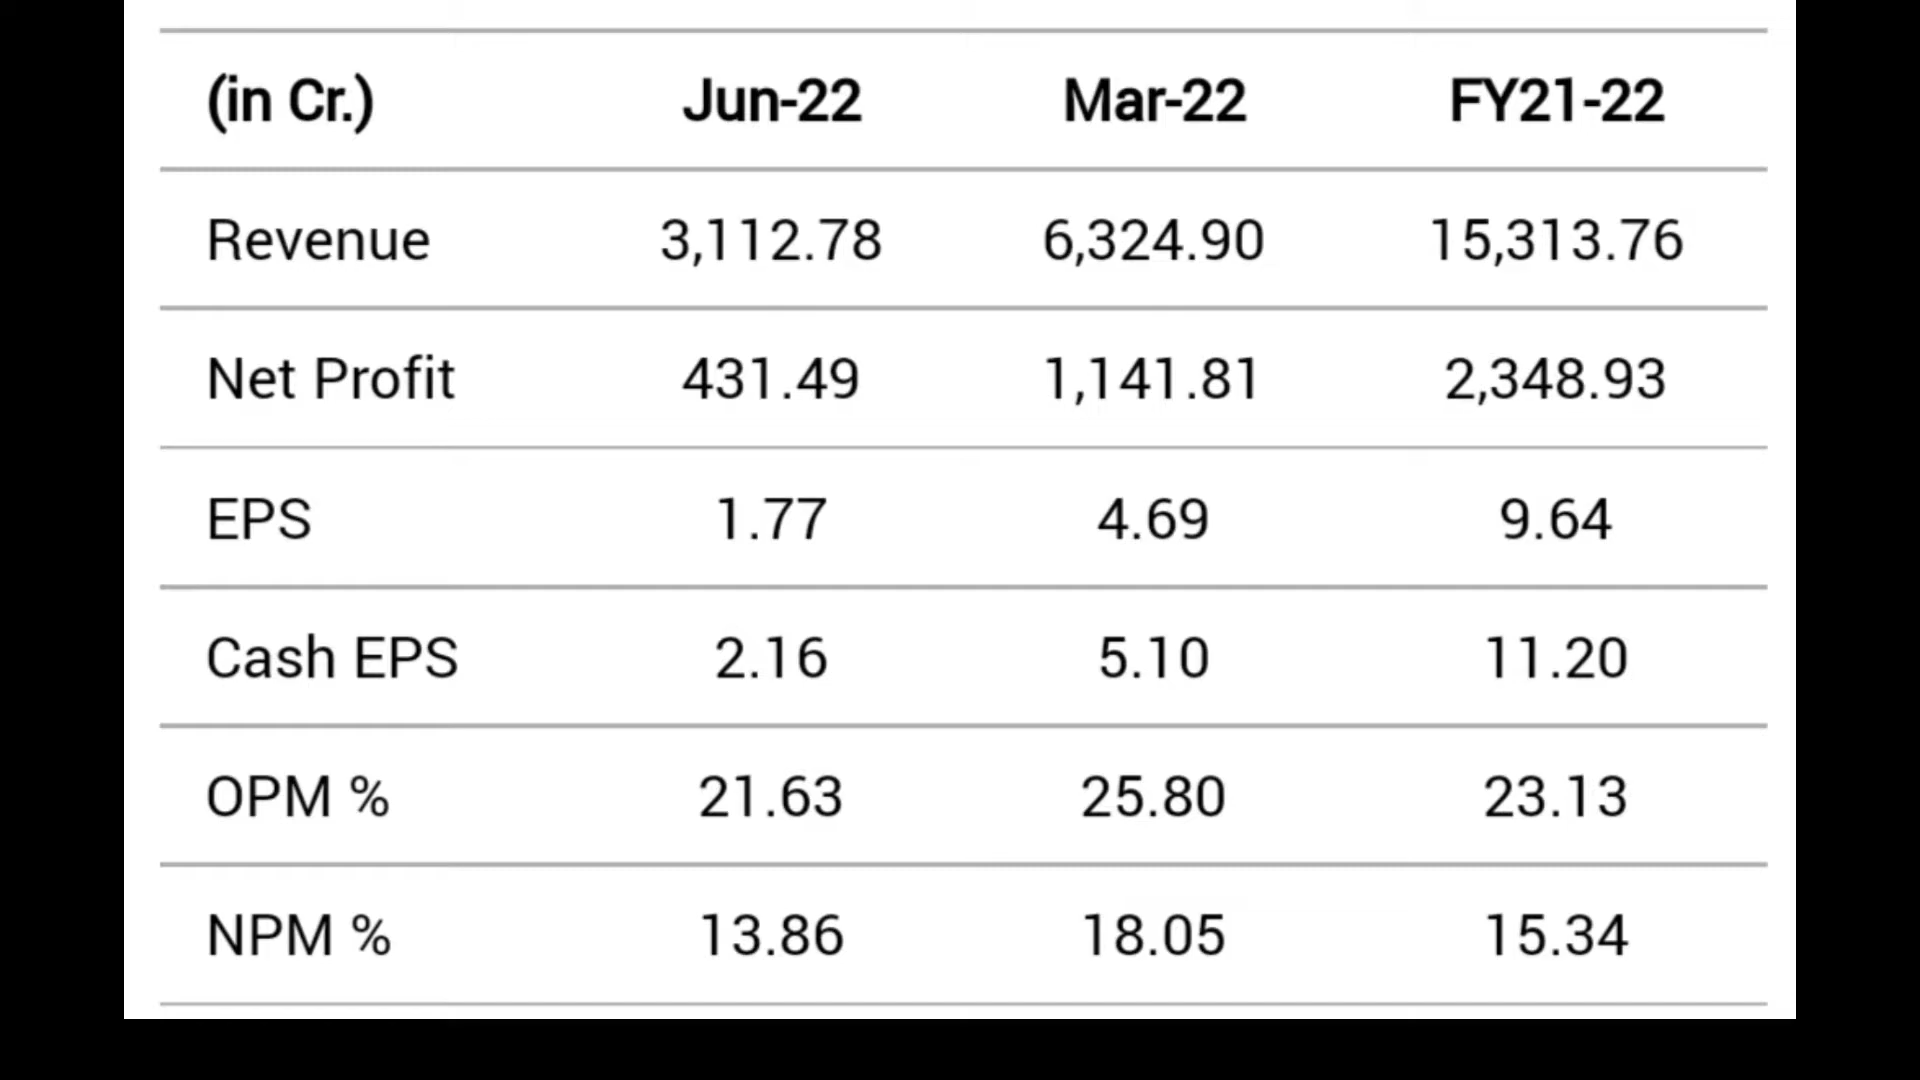 (in Cr.) Jun-22 Mar-22 FY21-22
Revenue 3,112.78 6,324.90 15,313.76
Net Profit 431.49 1,141.81 2,348.93
EPS 1.77 4.69 9.64
Cash EPS 2.16 5.10 11.20
OPM % 21.63 25.80 23.13
NPM % 13.86 18.05 15.34